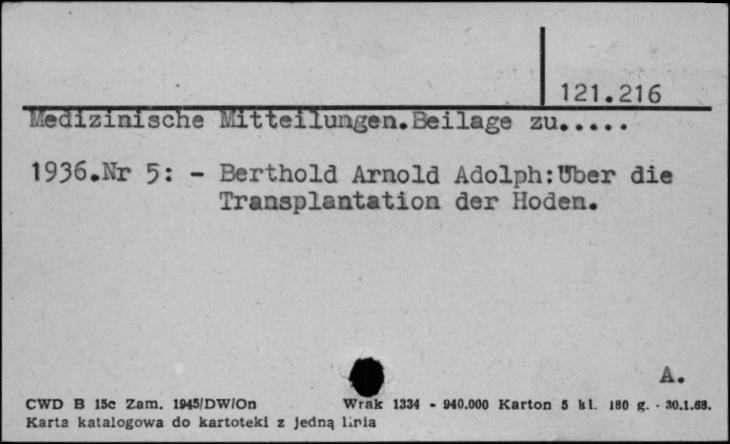 121.216
Medizinische Mitteilungen.Beilage zu.....
1936.Nr 5: - Berthold Arnold Adolph:Über die
Transplantation der Hoden.
A.
CWD B 15c Zam. 1945/DW/On Wrak 1334 - 940.000 Karton 5 kl. 180 g. - 30.1.68.
Karta katalogowa do kartoteki z jedną linia